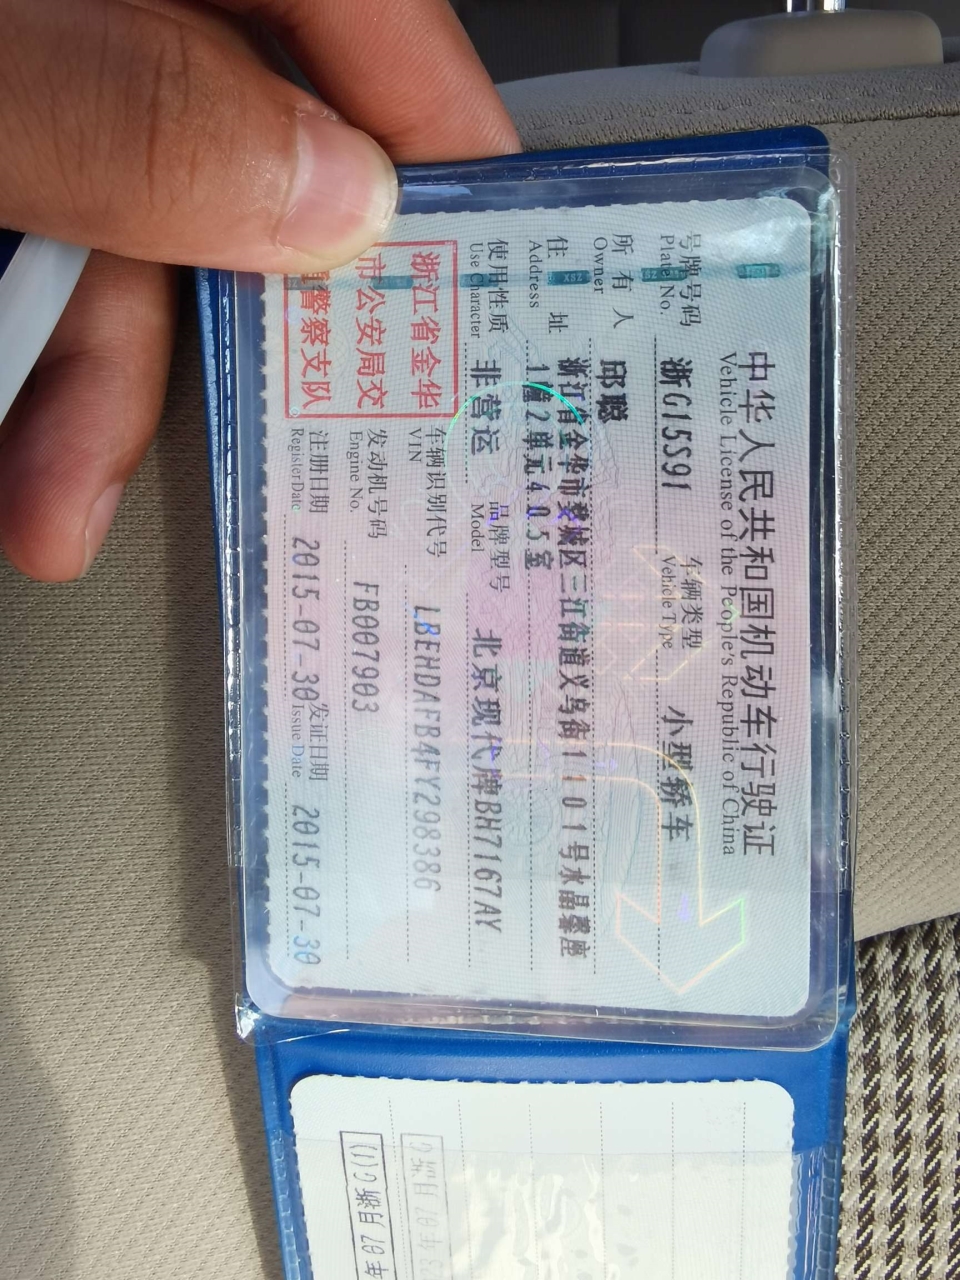 中华人民共和国机动车行驶证
Vehicle License of the People's Republic of China
号牌号码 浙G15S91 车辆类型 小型轿车
Plate No. Vehicle Type
所有人 邱聪
Owner
住址 浙江省金华市婺城区三江街道义乌街1101号水晶馨座
Address 1幢2单元405室
使用性质 非营运 品牌型号 北京现代牌BH7167AY
Use Character Model
浙江省金华
市公安局交
警察支队
车辆识别代号 LBEHDAFB4FY298386
VIN
发动机号码 FB007903
Engine No.
注册日期 2015-07-30 发证日期 2015-07-30
Register Date Issue Date